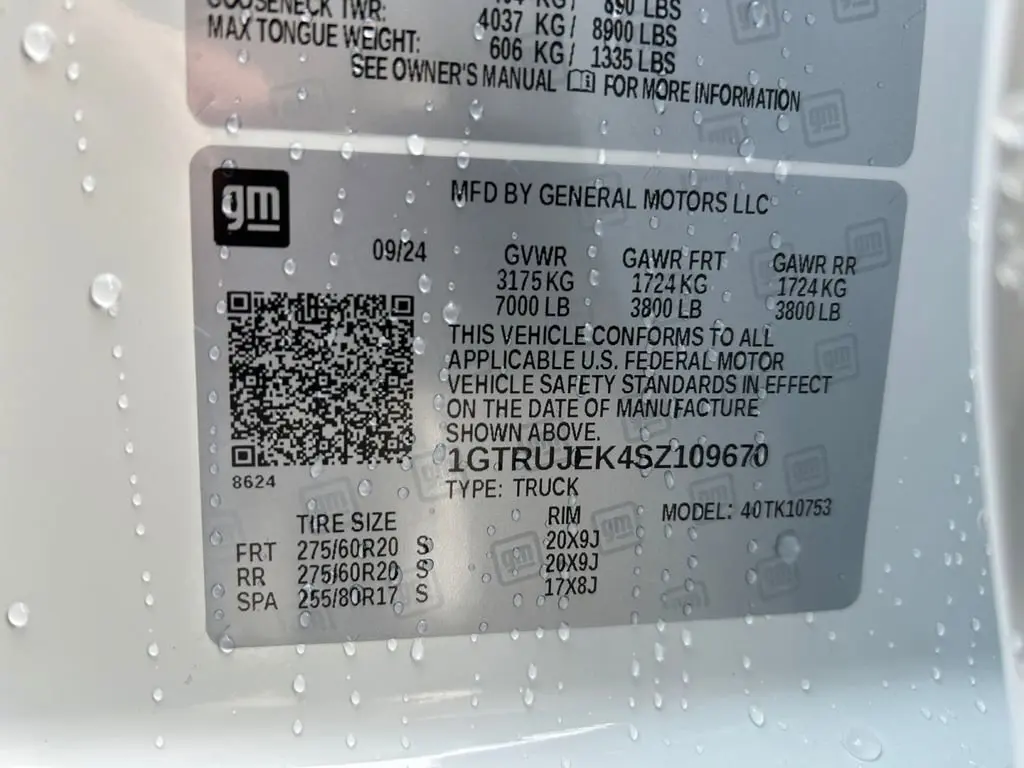 GOOSENECK TWR: 4037 KG/ 8900 LBS
MAX TONGUE WEIGHT: 606 KG/ 1335 LBS
SEE OWNER'S MANUAL FOR MORE INFORMATION
gm
MFD BY GENERAL MOTORS LLC
09/24
GVWR GAWR FRT GAWR RR
3175 KG 1724 KG 1724 KG
7000 LB 3800 LB 3800 LB
THIS VEHICLE CONFORMS TO ALL
APPLICABLE U.S. FEDERAL MOTOR
VEHICLE SAFETY STANDARDS IN EFFECT
ON THE DATE OF MANUFACTURE
SHOWN ABOVE.
1GTRUJEK4SZ109670
8624
TYPE: TRUCK
TIRE SIZE RIM MODEL: 40TK10753
FRT 275/60R20 S 20X9J
RR 275/60R20 S 20X9J
SPA 255/80R17 S 17X8J